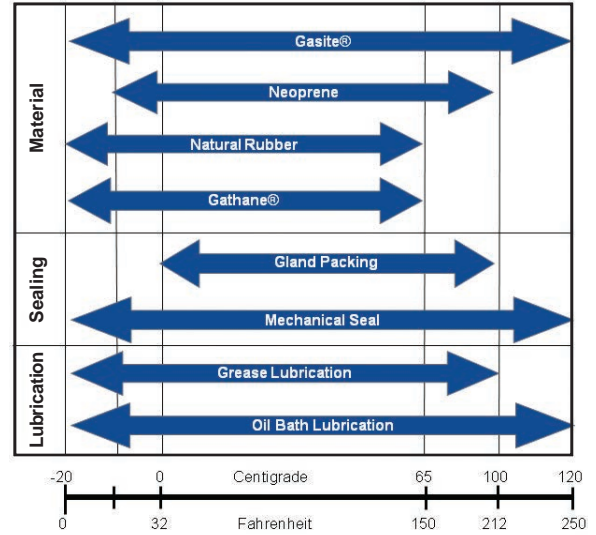 Material
Gasite®
Neoprene
Natural Rubber
Gathane®
Sealing
Gland Packing
Mechanical Seal
Lubrication
Grease Lubrication
Oil Bath Lubrication
-20 0 Centigrade 65 100 120
0 32 Fahrenheit 150 212 250